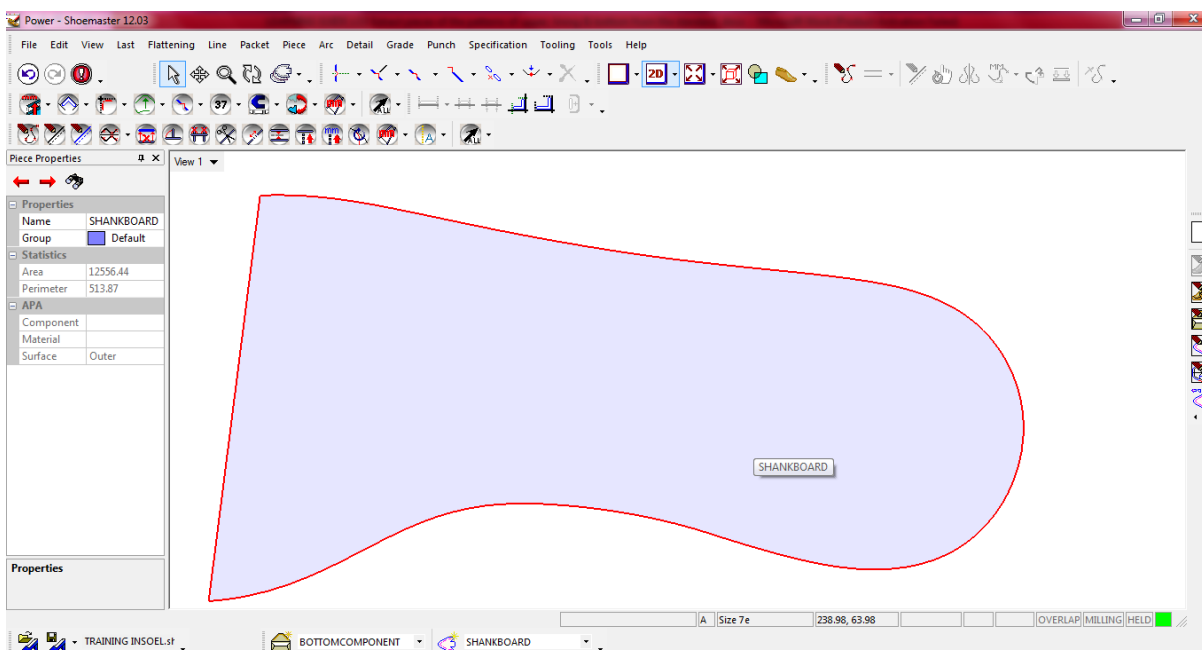 Power - Shoemaster 12.03
File Edit View Last Flattening Line Packet Piece Arc Detail Grade Punch Specification Tooling Tools Help
2D
37
Piece Properties
View 1
Properties
Name SHANKBOARD
Group Default
Statistics
Area 12556.44
Perimeter 513.87
APA
Component
Material
Surface Outer
SHANKBOARD
Properties
A Size 7e 238.98, 63.98 OVERLAP MILLING HELD
TRAINING INSOEL.st BOTTOMCOMPONENT SHANKBOARD